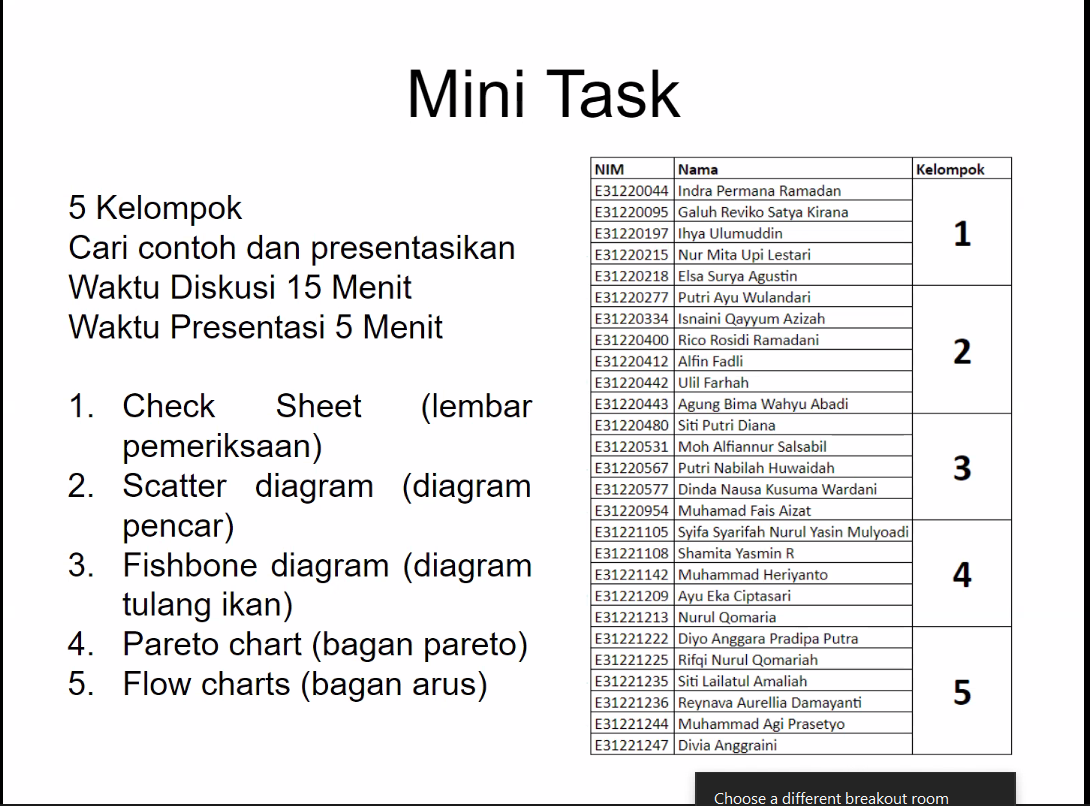 Mini Task
5 Kelompok
Cari contoh dan presentasikan
Waktu Diskusi 15 Menit
Waktu Presentasi 5 Menit
1. Check Sheet (lembar
pemeriksaan)
2. Scatter diagram (diagram
pencar)
3. Fishbone diagram (diagram
tulang ikan)
4. Pareto chart (bagan pareto)
5. Flow charts (bagan arus)
NIM Nama Kelompok
E31220044 Indra Permana Ramadan
E31220095 Galuh Reviko Satya Kirana
E31220197 Ihya Ulumuddin
1
E31220215 Nur Mita Upi Lestari
E31220218 Elsa Surya Agustin
E31220277 Putri Ayu Wulandari
E31220334 Isnaini Qayyum Azizah
E31220400 Rico Rosidi Ramadani
2
E31220412 Alfin Fadli
E31220442 Ulil Farhah
E31220443 Agung Bima Wahyu Abadi
E31220480 Siti Putri Diana
E31220531 Moh Alfiannur Salsabil
E31220567 Putri Nabilah Huwaidah
3
E31220577 Dinda Nausa Kusuma Wardani
E31220954 Muhamad Fais Aizat
E31221105 Syifa Syarifah Nurul Yasin Mulyoadi
E31221108 Shamita Yasmin R
E31221142 Muhammad Heriyanto
4
E31221209 Ayu Eka Ciptasari
E31221213 Nurul Qomaria
E31221222 Diyo Anggara Pradipa Putra
E31221225 Rifqi Nurul Qomariah
E31221235 Siti Lailatul Amaliah
5
E31221236 Reynava Aurellia Damayanti
E31221244 Muhammad Agi Prasetyo
E31221247 Divia Anggraini
Choose a different breakout room